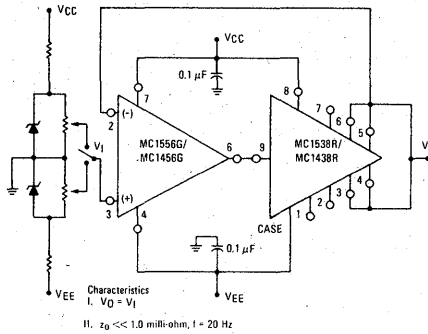 VCC
VCC
0.1 µF
7
8
7
6
5
2
(-)
VI
MC1556G/
MC1456G
6
9
MC1538R/
MC1438R
V
(+)
3
4
4
3
2
1
CASE
0.1 µF
VEE
VEE
Characteristics
I. VO = VI
II. zo << 1.0 milli-ohm, f = 20 Hz